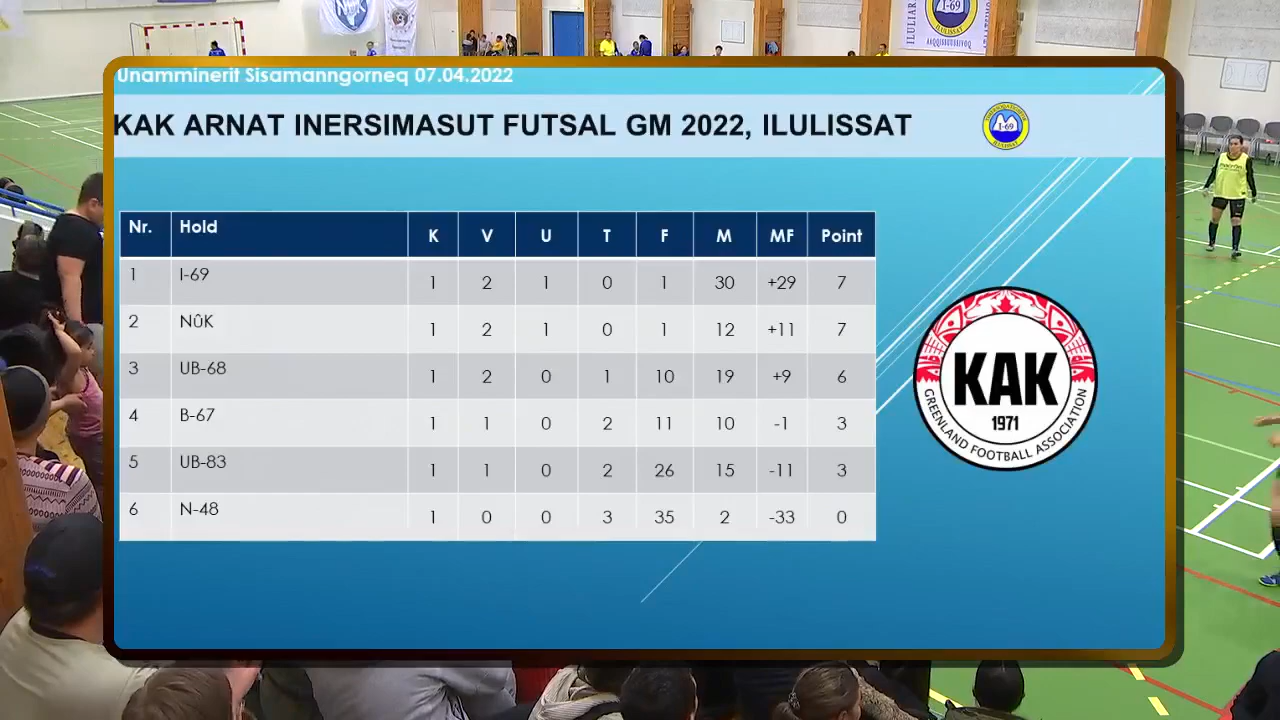 I-69
ILULISSAT
Unamminerit Sisamanngorneq 07.04.2022
KAK ARNAT INERSIMASUT FUTSAL GM 2022, ILULISSAT
I-69
ILULISSAT
Nr. Hold K V U T F M MF Point
1 I-69 1 2 1 0 1 30 +29 7
2 NÛK 1 2 1 0 1 12 +11 7
3 UB-68 1 2 0 1 10 19 +9 6
4 B-67 1 1 0 2 11 10 -1 3
5 UB-83 1 1 0 2 26 15 -11 3
6 N-48 1 0 0 3 35 2 -33 0
KAK
1971
GREENLAND FOOTBALL ASSOCIATION